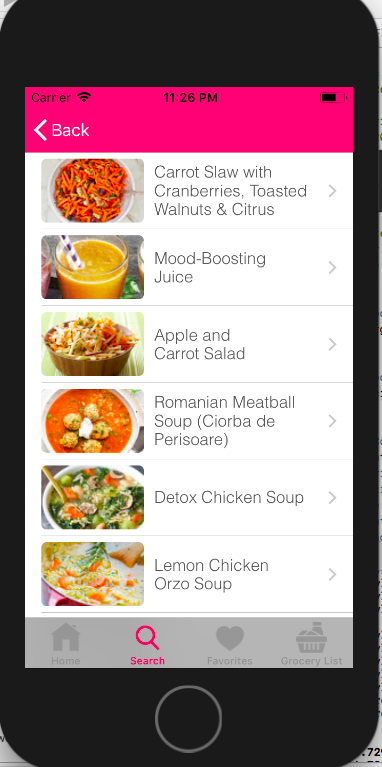 Carrier 11:26 PM
Back
Carrot Slaw with
Cranberries, Toasted
Walnuts & Citrus
Mood-Boosting
Juice
Apple and
Carrot Salad
Romanian Meatball
Soup (Ciorba de
Perisoare)
Detox Chicken Soup
Lemon Chicken
Orzo Soup
Home Search Favorites Grocery List